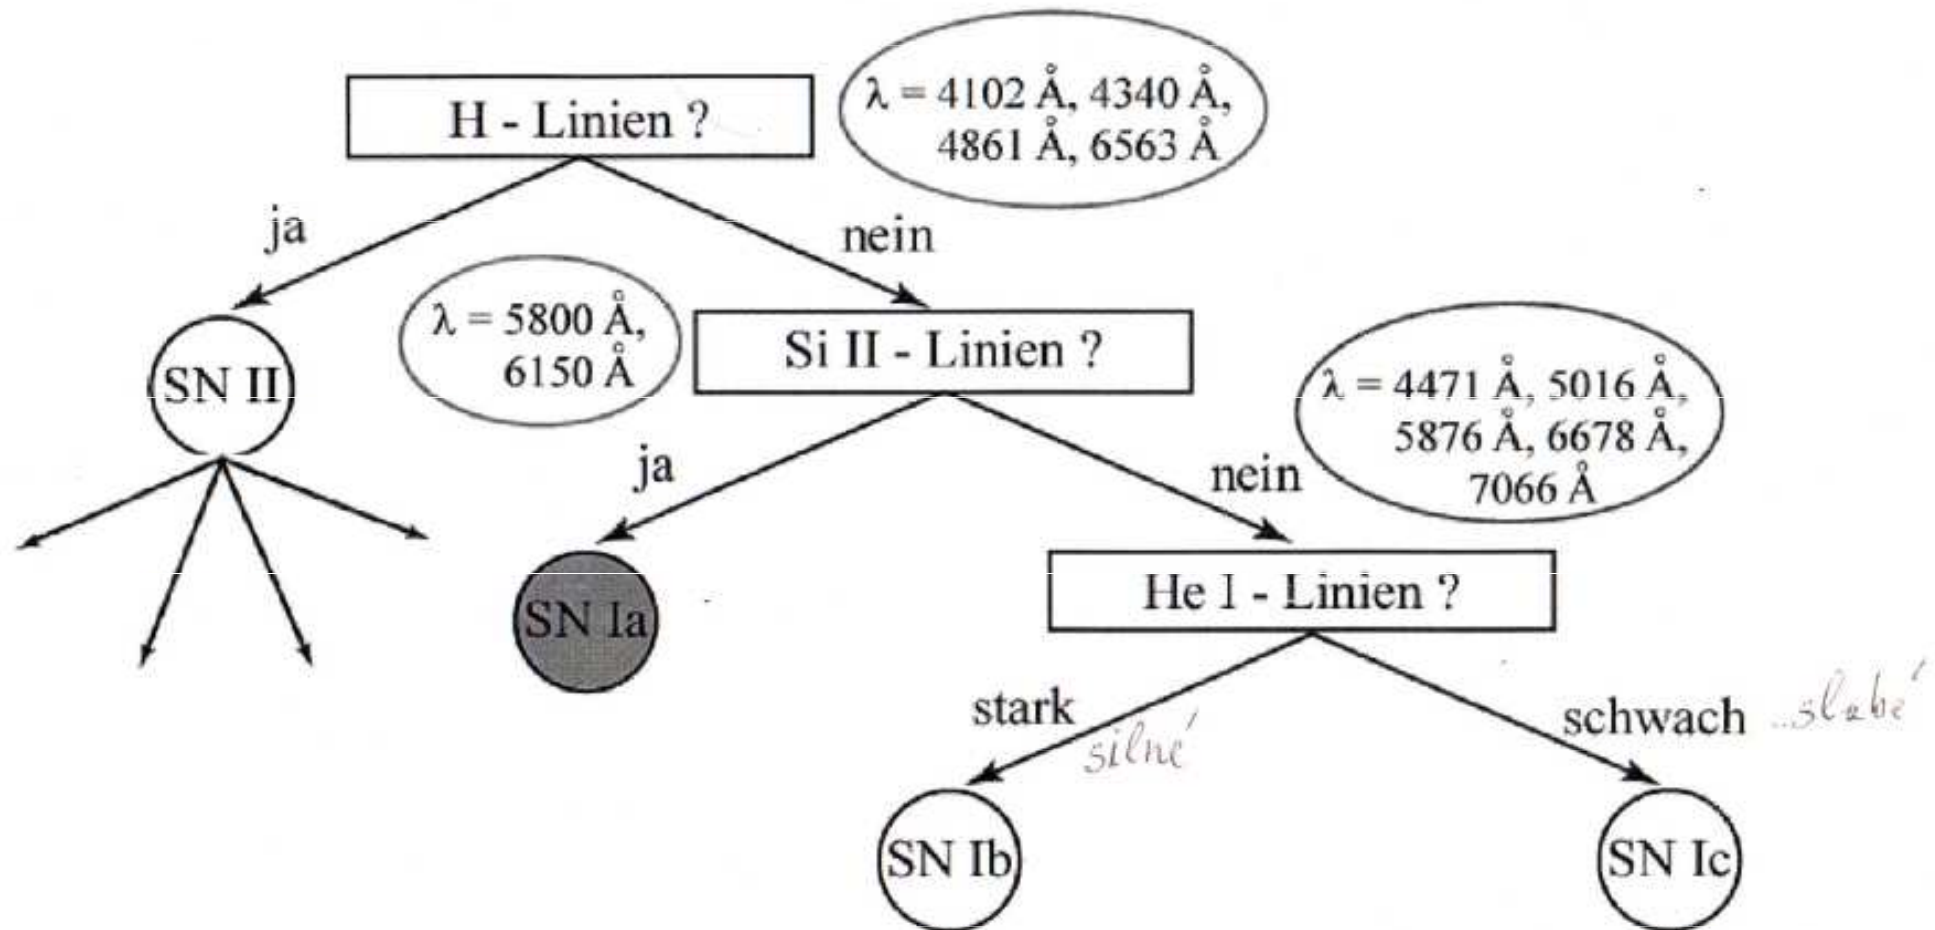 H - Linien ?
λ = 4102 Å, 4340 Å,
4861 Å, 6563 Å
ja
nein
SN II
λ = 5800 Å,
6150 Å
Si II - Linien ?
λ = 4471 Å, 5016 Å,
5876 Å, 6678 Å,
7066 Å
ja
nein
SN Ia
He I - Linien ?
stark
silné
schwach
..slabé
SN Ib
SN Ic